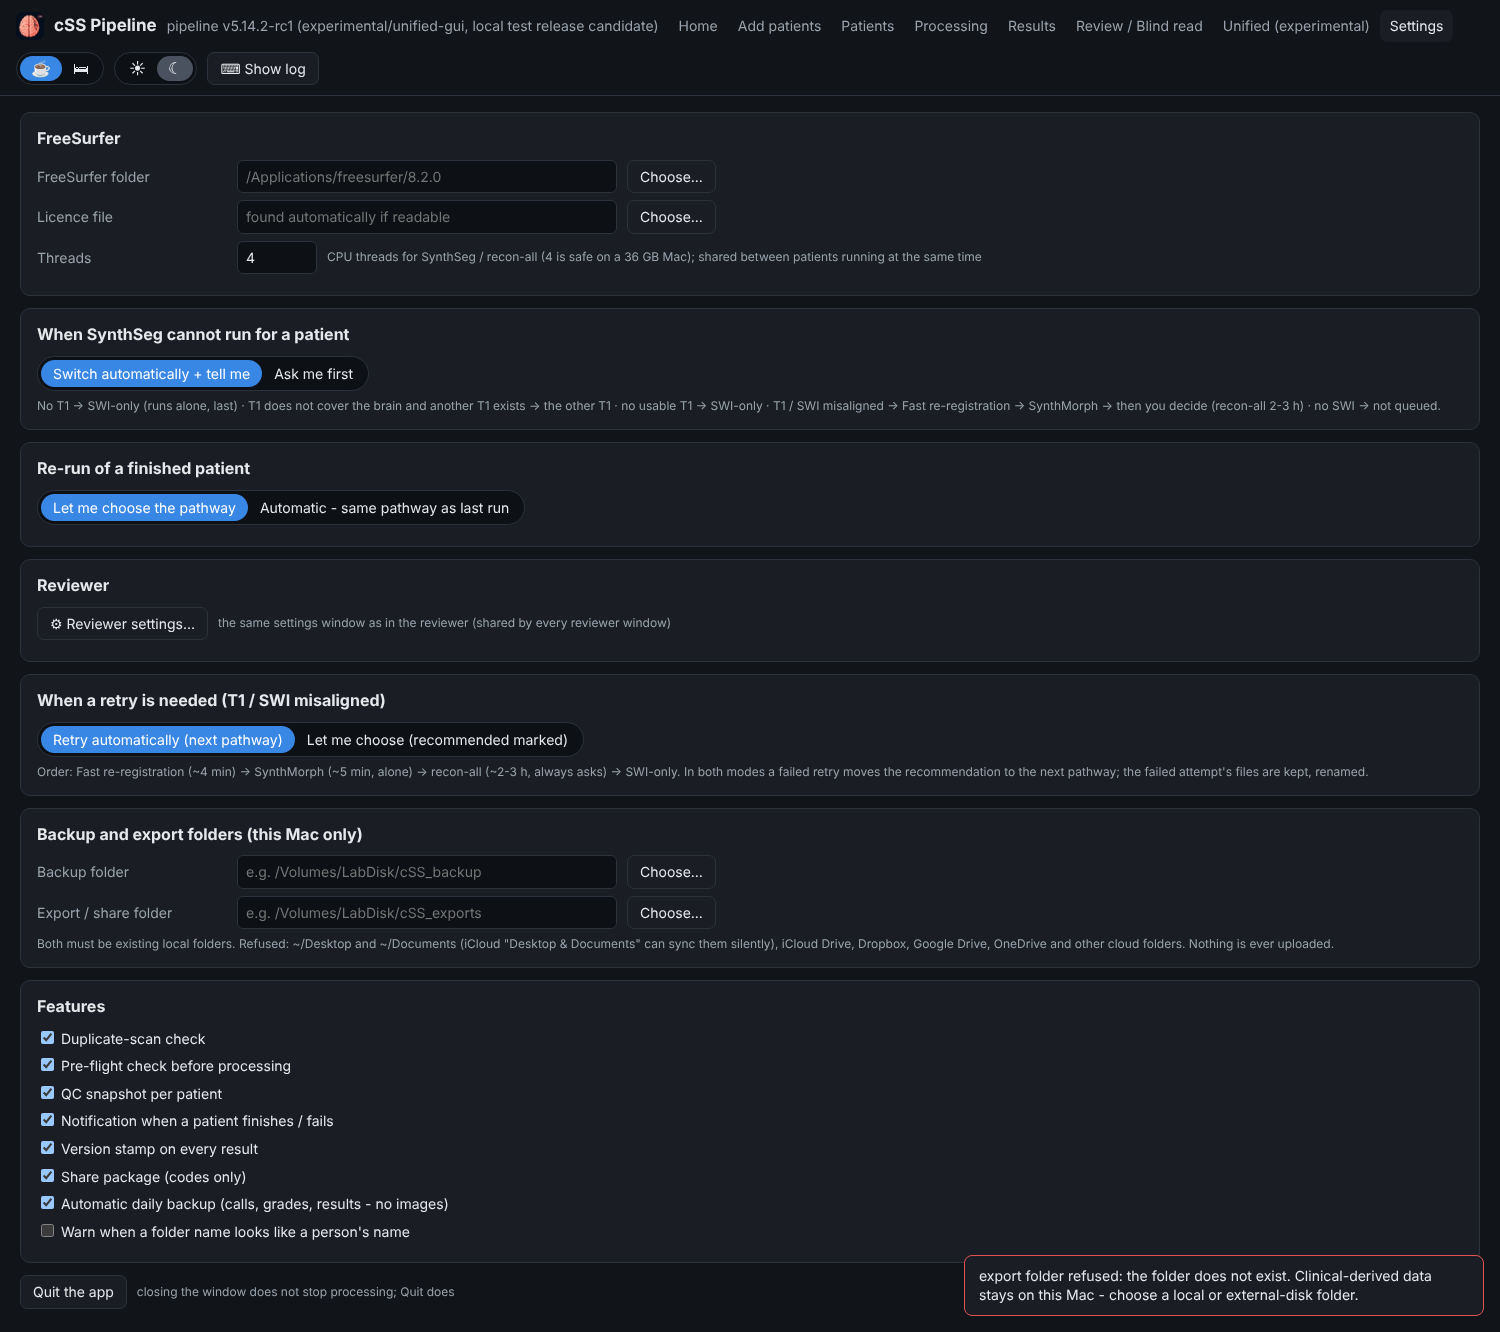 cSS Pipeline pipeline v5.14.2-rc1 (experimental/unified-gui, local test release candidate) Home Add patients Patients Processing Results Review / Blind read Unified (experimental) Settings
Show log
FreeSurfer
FreeSurfer folder /Applications/freesurfer/8.2.0 Choose...
Licence file found automatically if readable Choose...
Threads 4 CPU threads for SynthSeg / recon-all (4 is safe on a 36 GB Mac); shared between patients running at the same time
When SynthSeg cannot run for a patient
Switch automatically + tell me Ask me first
No T1 → SWI-only (runs alone, last) · T1 does not cover the brain and another T1 exists → the other T1 · no usable T1 → SWI-only · T1 / SWI misaligned → Fast re-registration → SynthMorph → then you decide (recon-all 2-3 h) · no SWI → not queued.
Re-run of a finished patient
Let me choose the pathway Automatic - same pathway as last run
Reviewer
⚙ Reviewer settings... the same settings window as in the reviewer (shared by every reviewer window)
When a retry is needed (T1 / SWI misaligned)
Retry automatically (next pathway) Let me choose (recommended marked)
Order: Fast re-registration (~4 min) → SynthMorph (~5 min, alone) → recon-all (~2-3 h, always asks) → SWI-only. In both modes a failed retry moves the recommendation to the next pathway; the failed attempt's files are kept, renamed.
Backup and export folders (this Mac only)
Backup folder e.g. /Volumes/LabDisk/cSS_backup Choose...
Export / share folder e.g. /Volumes/LabDisk/cSS_exports Choose...
Both must be existing local folders. Refused: ~/Desktop and ~/Documents (iCloud "Desktop & Documents" can sync them silently), iCloud Drive, Dropbox, Google Drive, OneDrive and other cloud folders. Nothing is ever uploaded.
Features
Duplicate-scan check
Pre-flight check before processing
QC snapshot per patient
Notification when a patient finishes / fails
Version stamp on every result
Share package (codes only)
Automatic daily backup (calls, grades, results - no images)
Warn when a folder name looks like a person's name
Quit the app closing the window does not stop processing; Quit does
export folder refused: the folder does not exist. Clinical-derived data
stays on this Mac - choose a local or external-disk folder.